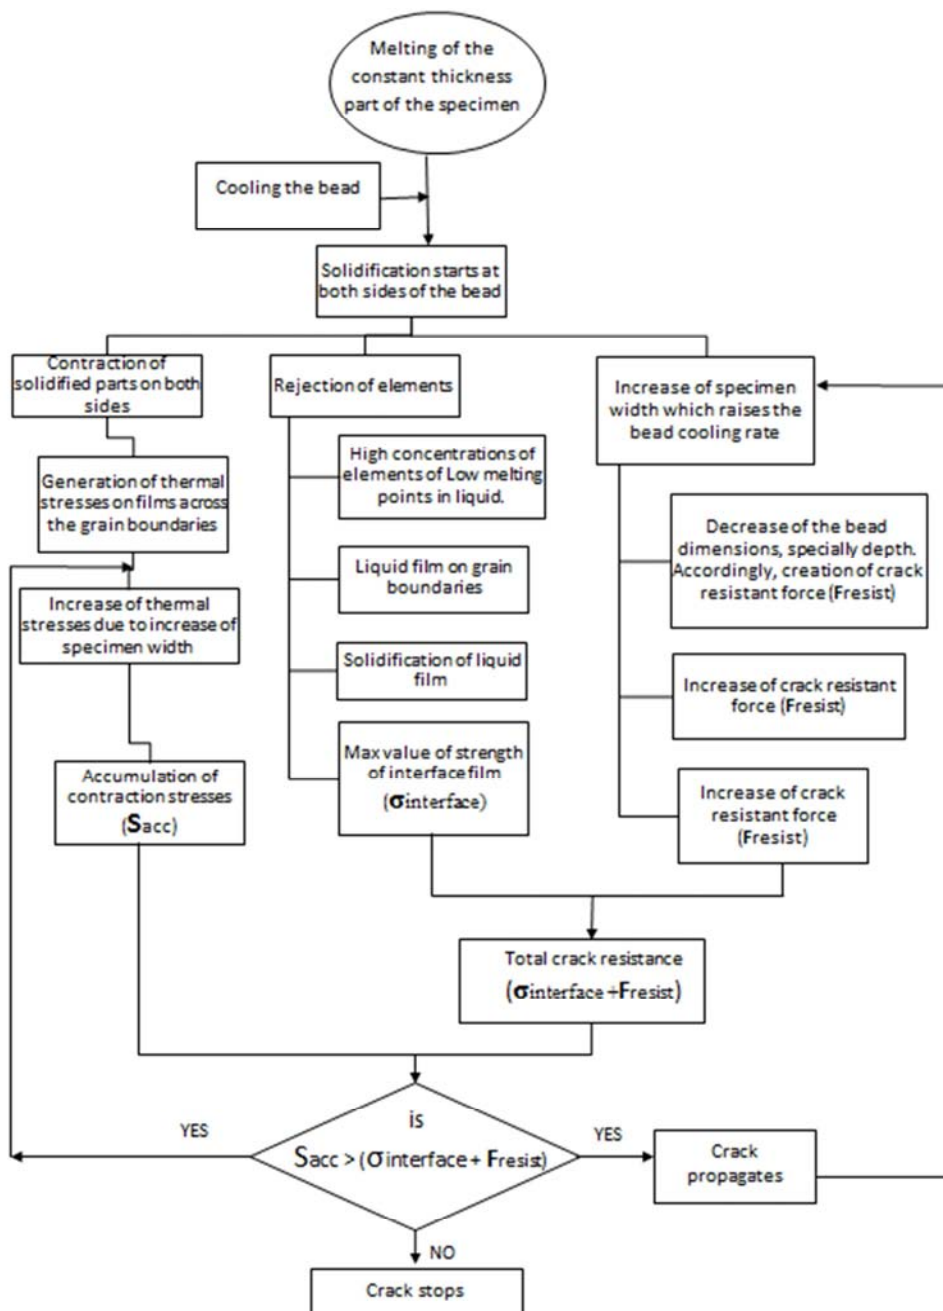 Melting of the
constant thickness
part of the specimen
Cooling the bead
Solidification starts at
both sides of the bead
Contraction of
solidified parts on both
sides
Rejection of elements
Increase of specimen
width which raises the
bead cooling rate
High concentrations of
elements of Low melting
points in liquid.
Generation of thermal
stresses on films across
the grain boundaries
Decrease of the bead
dimensions, specially depth.
Accordingly, creation of crack
resistant force (Fresist)
Liquid film on grain
boundaries
Increase of thermal
stresses due to increase of
specimen width
Solidification of liquid
film
Increase of crack resistant
force (Fresist)
Max value of strength
of interface film
(σinterface)
Accumulation of
contraction stresses
(Sacc)
Increase of crack
resistant force
(Fresist)
Total crack resistance
(σinterface+Fresist)
is
Sacc > (σinterface + Fresist)
YES
YES
Crack
propagates
NO
Crack stops